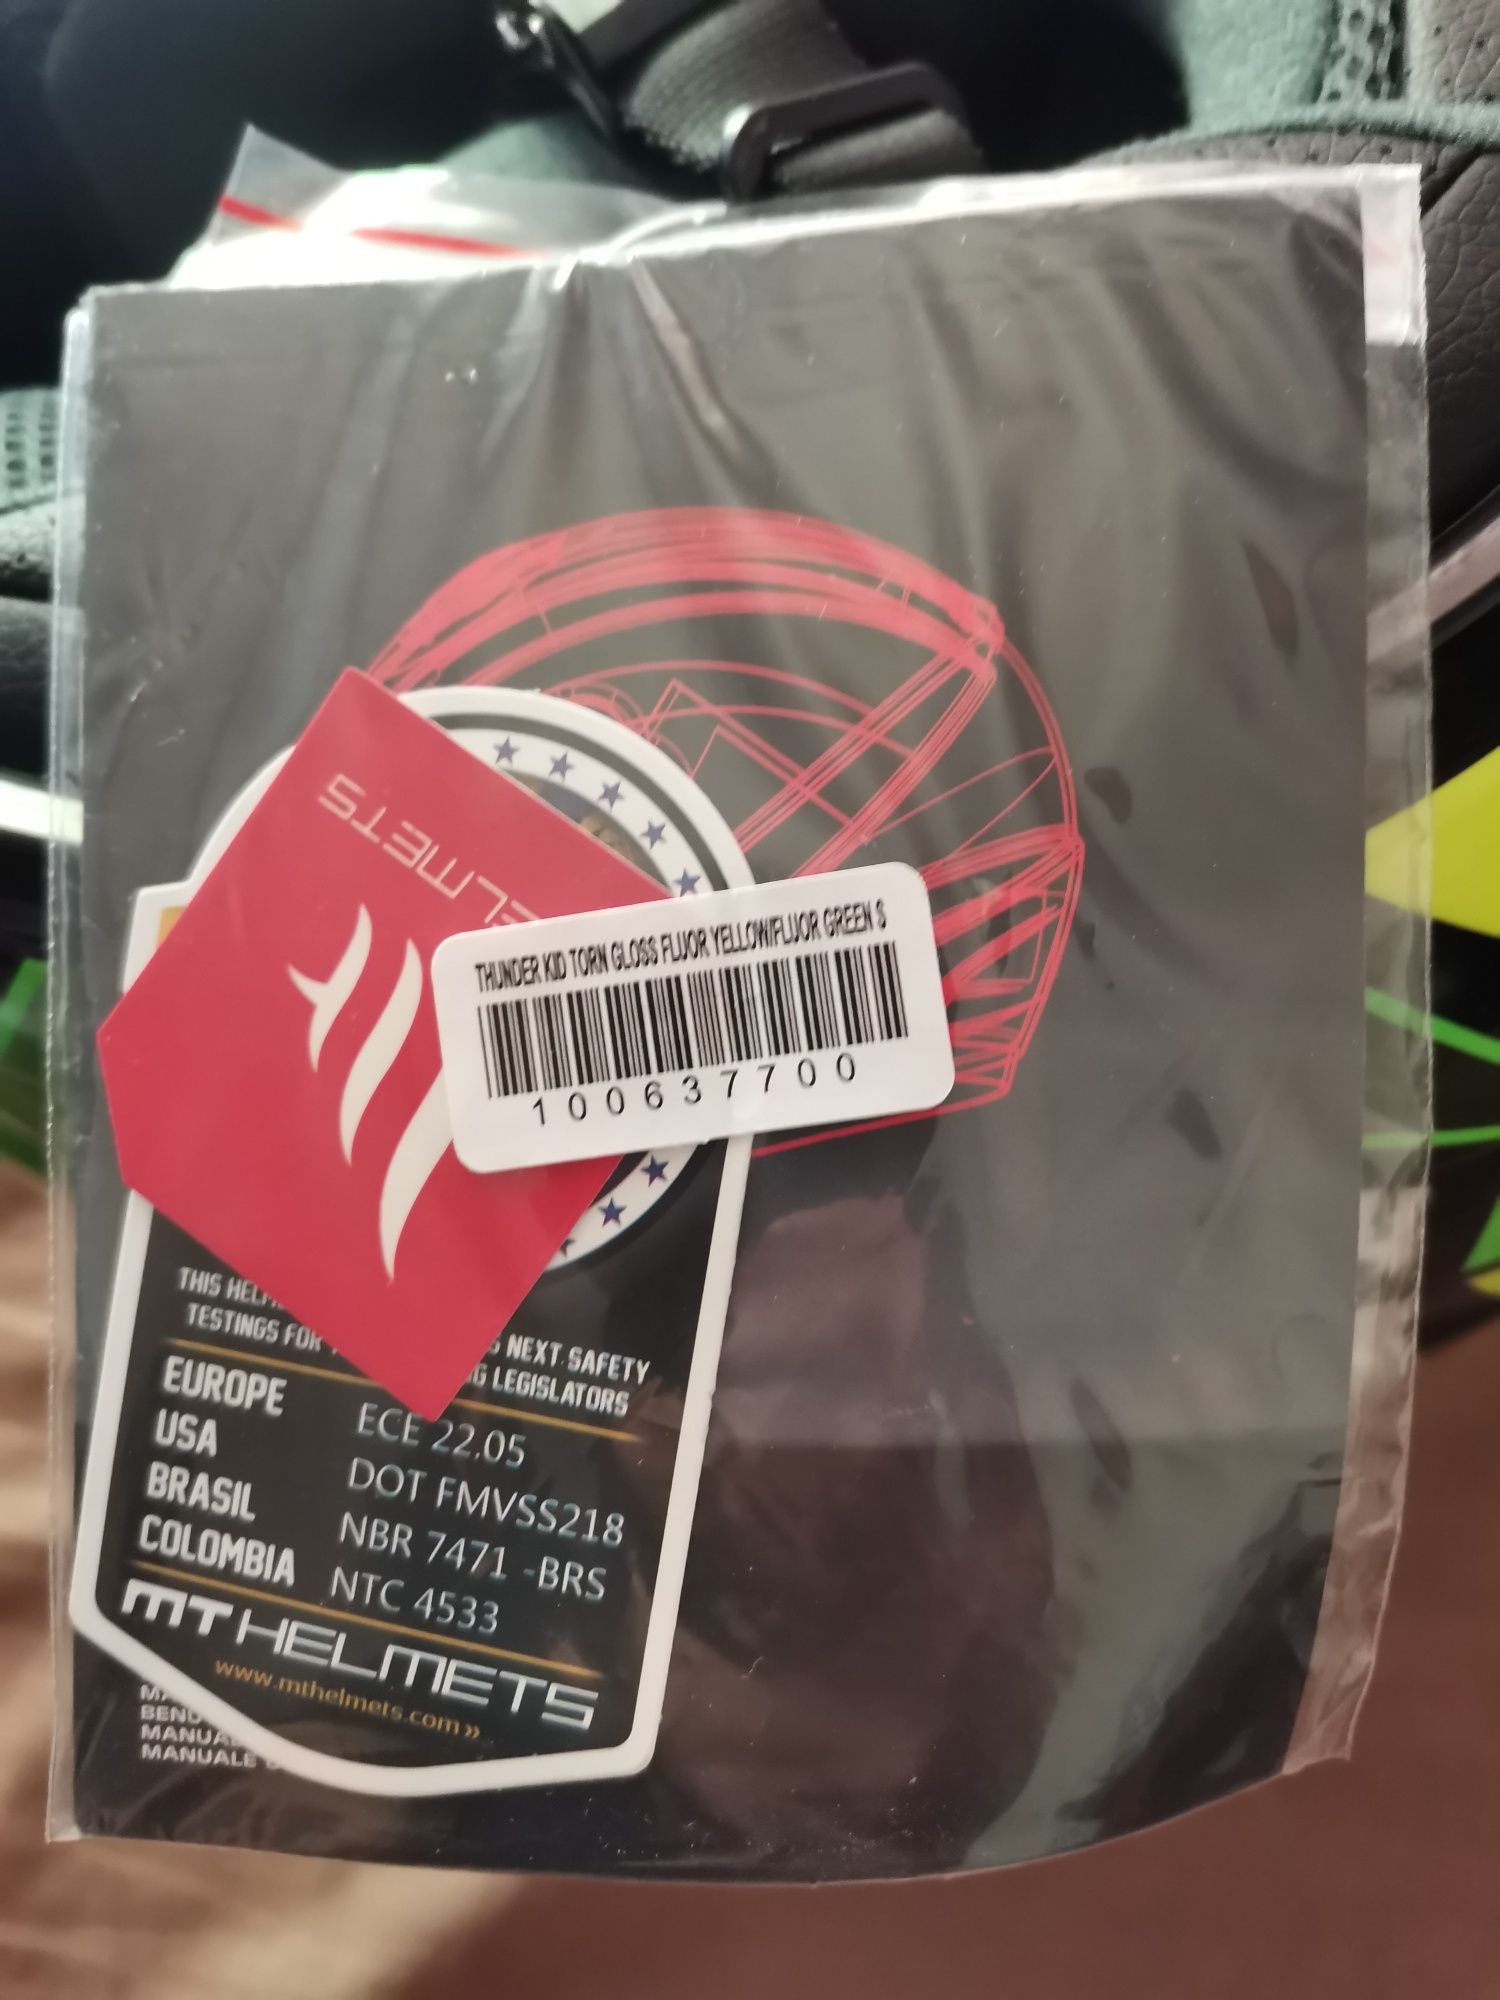 HELMETS
THUNDER KID TORN GLOSS FLUOR YELLOW/FLUOR GREEN S
100637700
THIS
TESTINGS FOR NEXT SAFETY
LEGISLATORS
EUROPE ECE 22.05
USA DOT FMVSS218
BRASIL NBR 7471 -BRS
COLOMBIA NTC 4533
MT HELMETS
www.mthelmets.com »
MANUALE